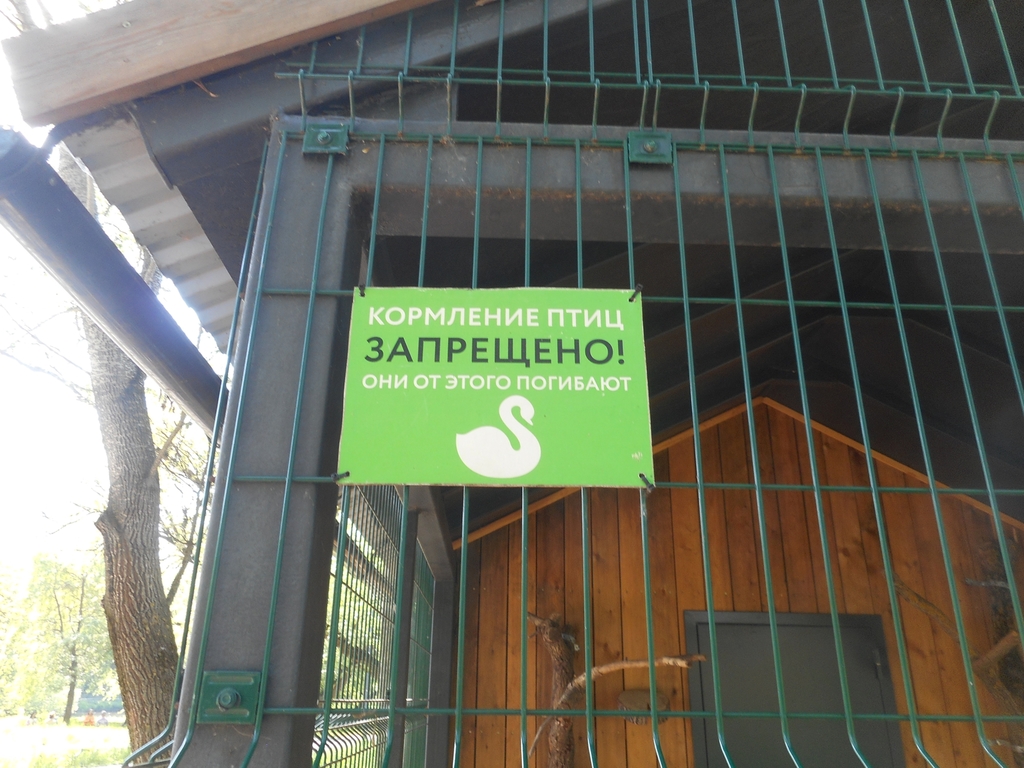 КОРМЛЕНИЕ ПТИЦ
ЗАПРЕЩЕНО!
ОНИ ОТ ЭТОГО ПОГИБАЮТ